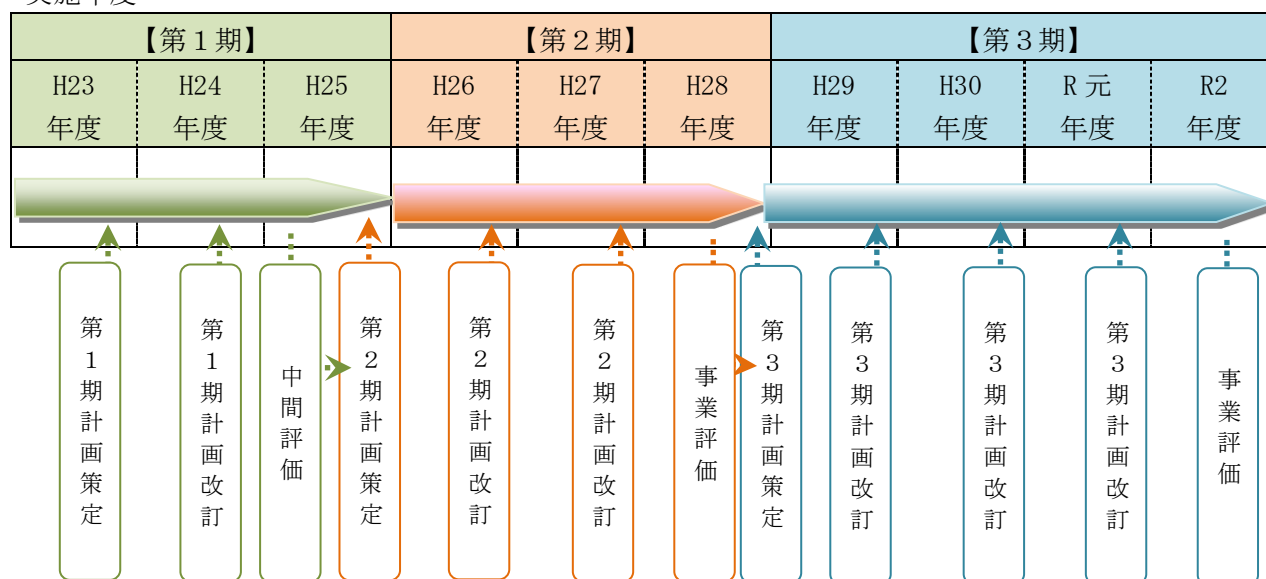 【第１期】
【第２期】
【第３期】
H23
年度
H24
年度
H25
年度
H26
年度
H27
年度
H28
年度
H29
年度
H30
年度
R 元
年度
R2
年度
第１期計画策定
第１期計画改訂
中間評価
第２期計画策定
第２期計画改訂
第２期計画改訂
事業評価
第３期計画策定
第３期計画改訂
第３期計画改訂
第３期計画改訂
事業評価